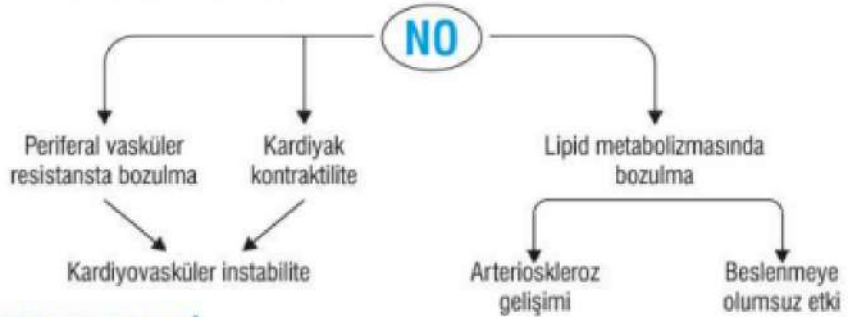 NO
Periferal vasküler
resistansta bozulma
Kardiyak
kontraktilite
Lipid metabolizmasında
bozulma
Kardiyovasküler instabilite
Arterioskleroz
gelişimi
Beslenmeye
olumsuz etki